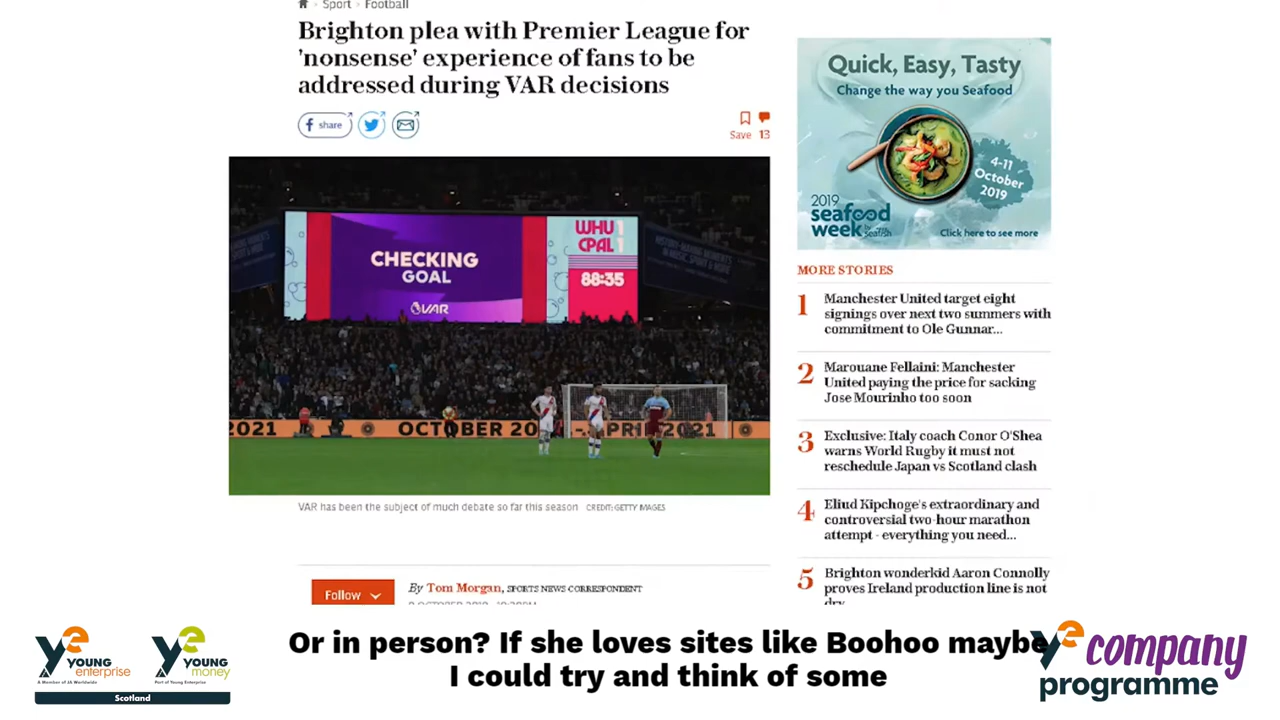 Sport › Football
Brighton plea with Premier League for
'nonsense' experience of fans to be
addressed during VAR decisions
f share
Save 13
CHECKING
GOAL
VAR
WHU 1
CPAL 1
88:35
2021
OCTOBER 20
APRIL 2021
VAR has been the subject of much debate so far this season CREDIT: GETTY IMAGES
Follow
By Tom Morgan, SPORTS NEWS CORRESPONDENT
Quick, Easy, Tasty
Change the way you Seafood
4-11
October
2019
2019
seafood
week
by seafish
Click here to see more
MORE STORIES
1 Manchester United target eight
signings over next two summers with
commitment to Ole Gunnar...
2 Marouane Fellaini: Manchester
United paying the price for sacking
Jose Mourinho too soon
3 Exclusive: Italy coach Conor O'Shea
warns World Rugby it must not
reschedule Japan vs Scotland clash
4 Eliud Kipchoge's extraordinary and
controversial two-hour marathon
attempt - everything you need...
5 Brighton wonderkid Aaron Connolly
proves Ireland production line is not
dry
Or in person? If she loves sites like Boohoo maybe
I could try and think of some
ye YOUNG
enterprise
A Member of JA Worldwide
ye YOUNG
money
Part of Young Enterprise
Scotland
ye company
programme